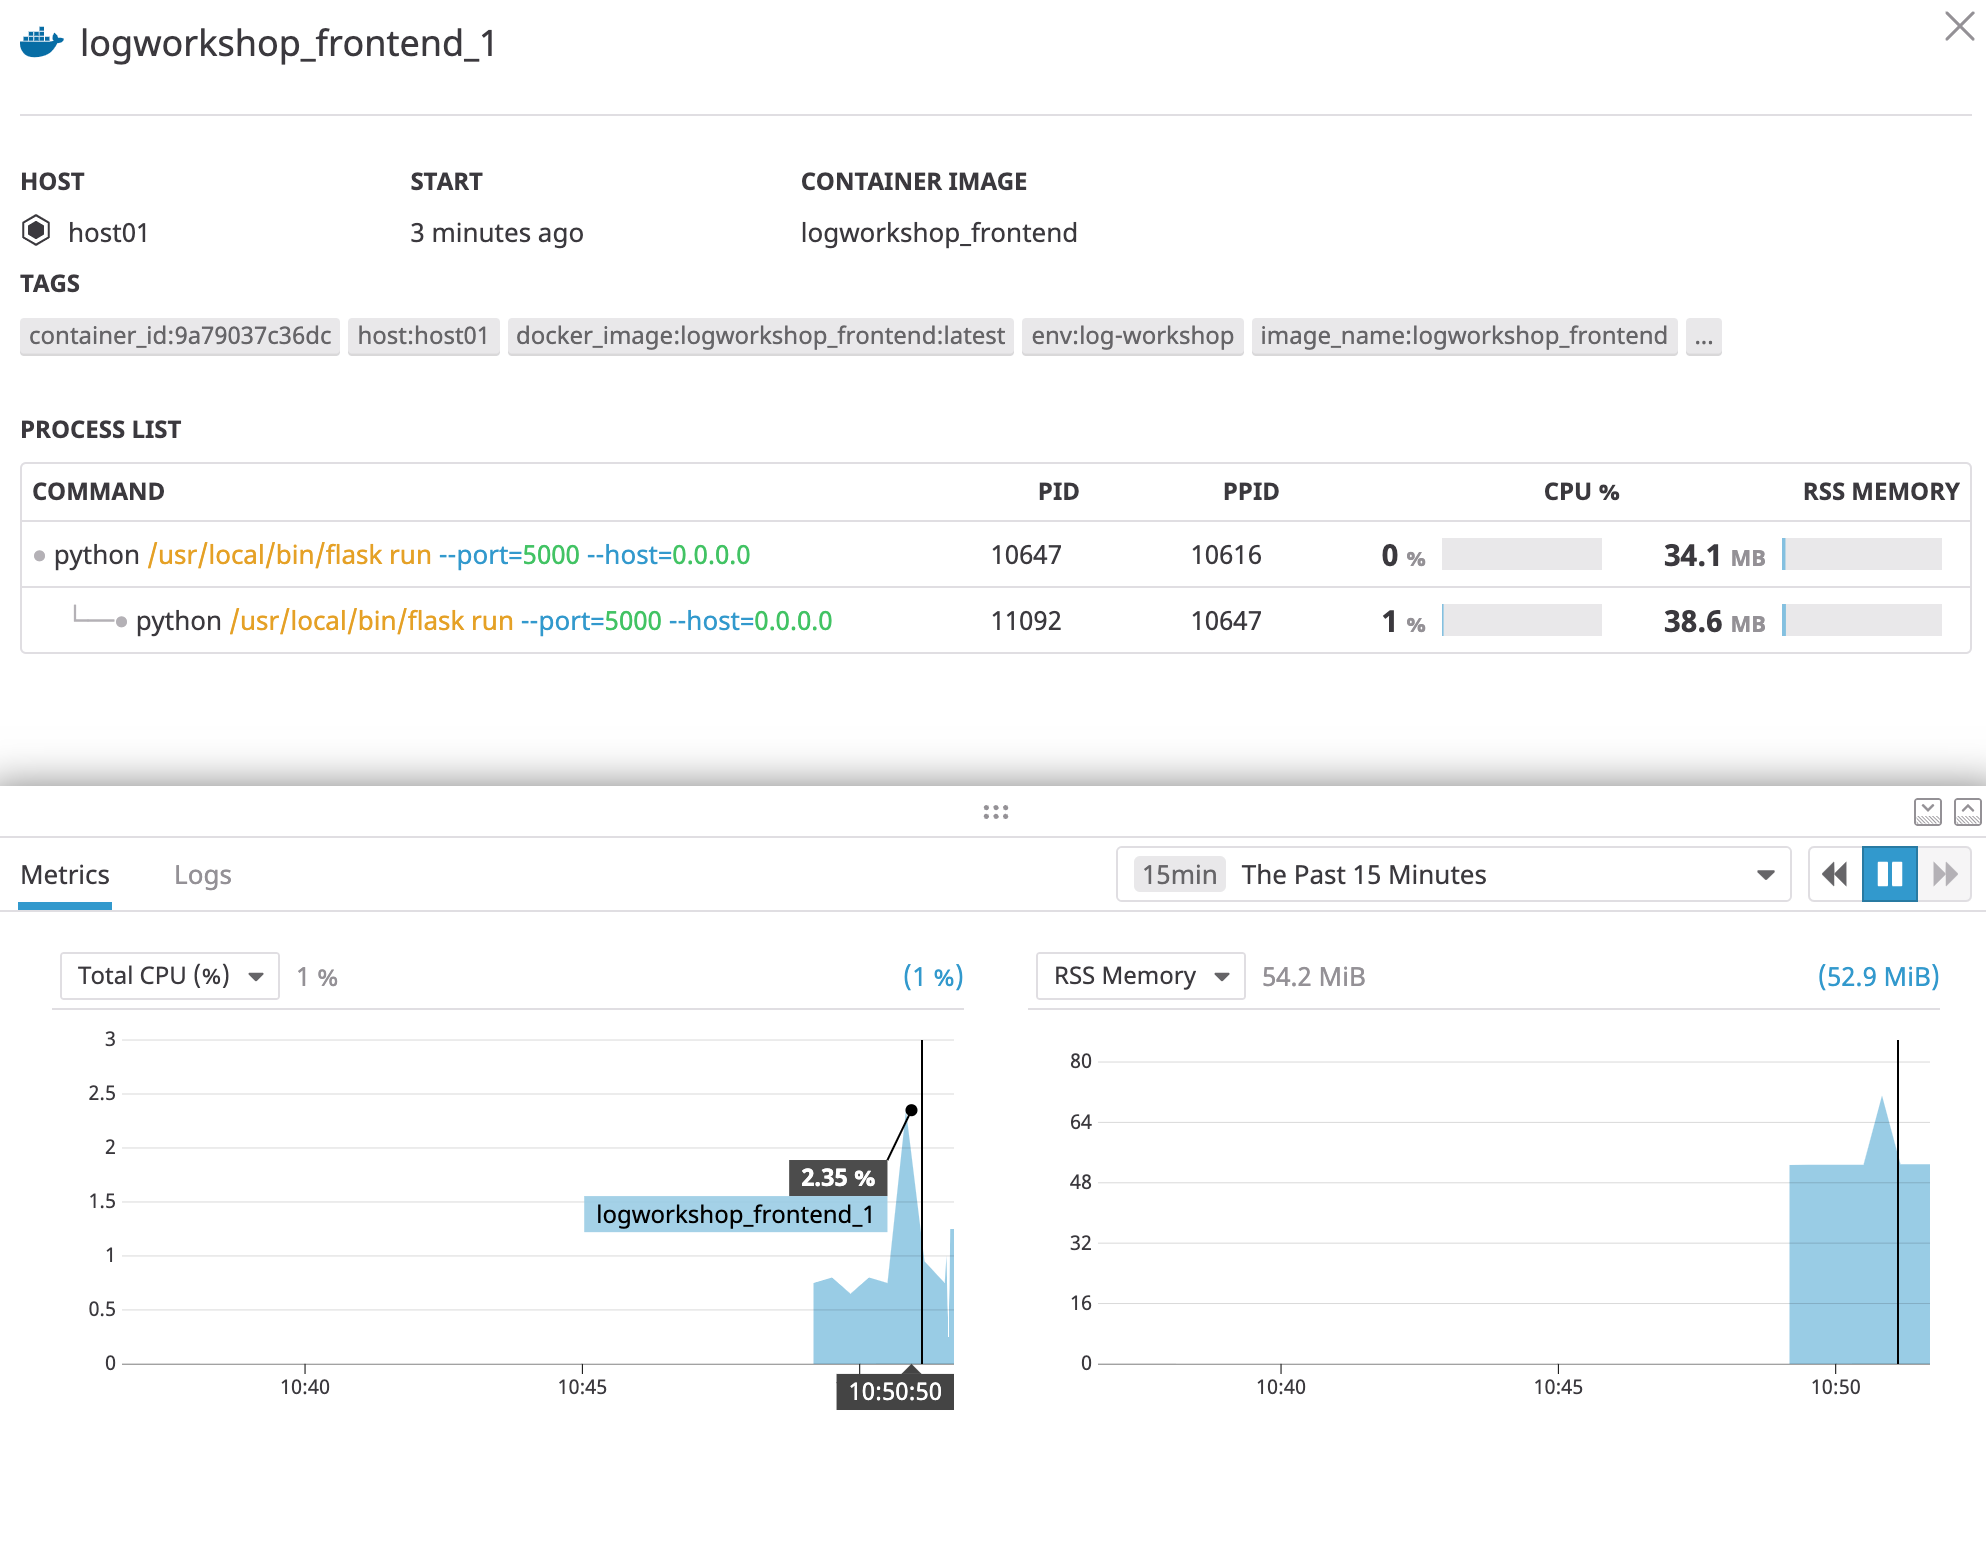 logworkshop_frontend_1
HOST START CONTAINER IMAGE
host01 3 minutes ago logworkshop_frontend
TAGS
container_id:9a79037c36dc host:host01 docker_image:logworkshop_frontend:latest env:log-workshop image_name:logworkshop_frontend ...
PROCESS LIST
COMMAND PID PPID CPU % RSS MEMORY
python /usr/local/bin/flask run --port=5000 --host=0.0.0.0 10647 10616 0 % 34.1 MB
python /usr/local/bin/flask run --port=5000 --host=0.0.0.0 11092 10647 1 % 38.6 MB
Metrics Logs 15min The Past 15 Minutes
Total CPU (%) 1 % (1 %) RSS Memory 54.2 MiB (52.9 MiB)
3
2.5
2
1.5
1
0.5
0
2.35 %
logworkshop_frontend_1
10:40 10:45 10:50:50
80
64
48
32
16
0
10:40 10:45 10:50